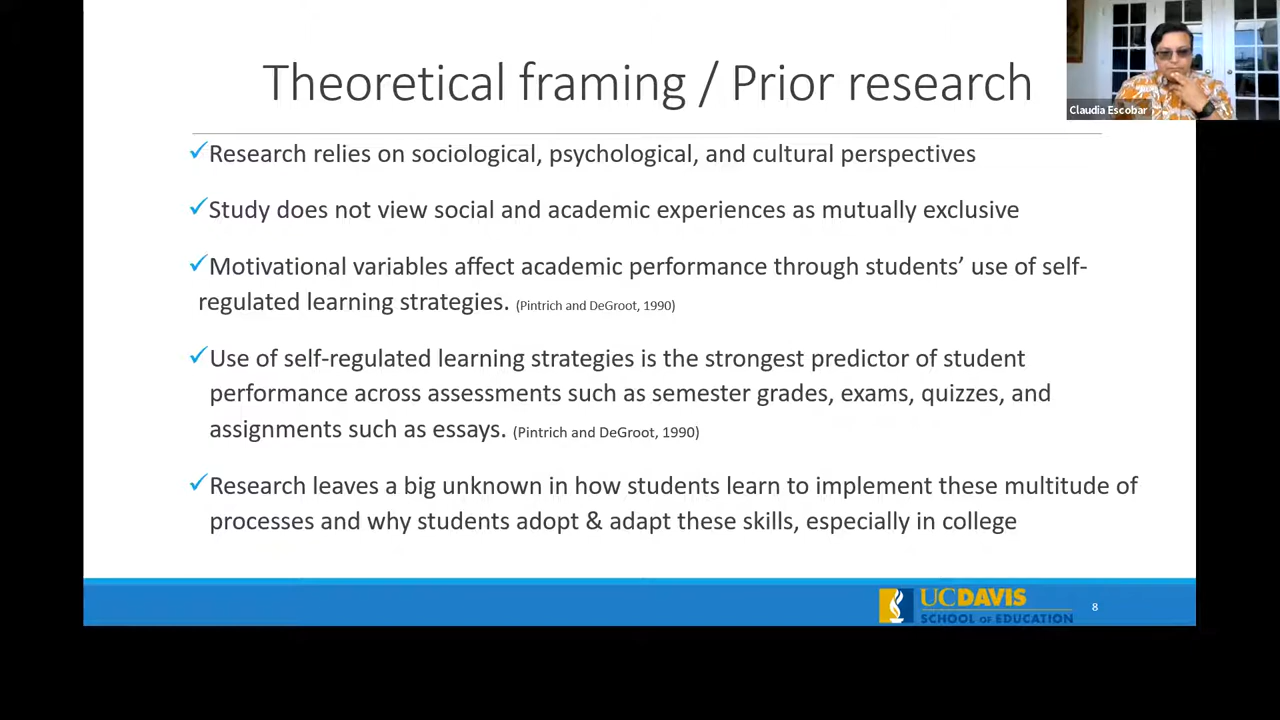 Theoretical framing / Prior research
Claudia Escobar
✓Research relies on sociological, psychological, and cultural perspectives
✓Study does not view social and academic experiences as mutually exclusive
✓Motivational variables affect academic performance through students’ use of self-
regulated learning strategies. (Pintrich and DeGroot, 1990)
✓Use of self-regulated learning strategies is the strongest predictor of student
performance across assessments such as semester grades, exams, quizzes, and
assignments such as essays. (Pintrich and DeGroot, 1990)
✓Research leaves a big unknown in how students learn to implement these multitude of
processes and why students adopt & adapt these skills, especially in college
UCDAVIS
SCHOOL OF EDUCATION
8